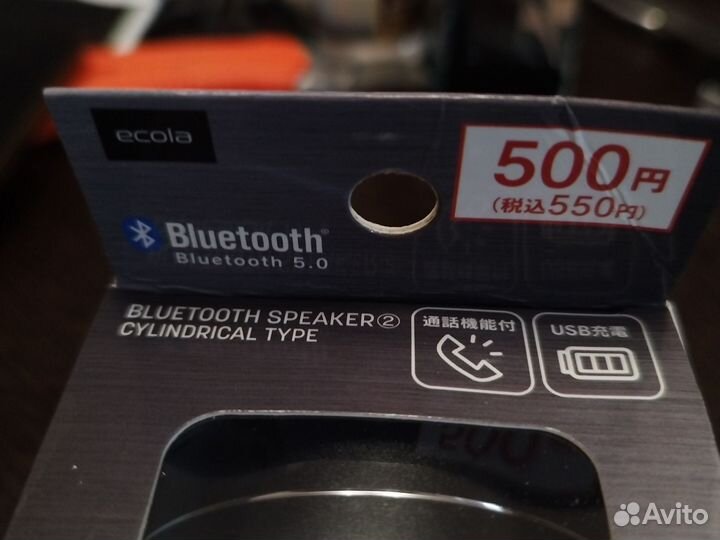 ecola
500円
(税込550円)
Bluetooth®
Bluetooth 5.0
BLUETOOTH SPEAKER②
CYLINDRICAL TYPE
通話機能付
USB充電
Avito